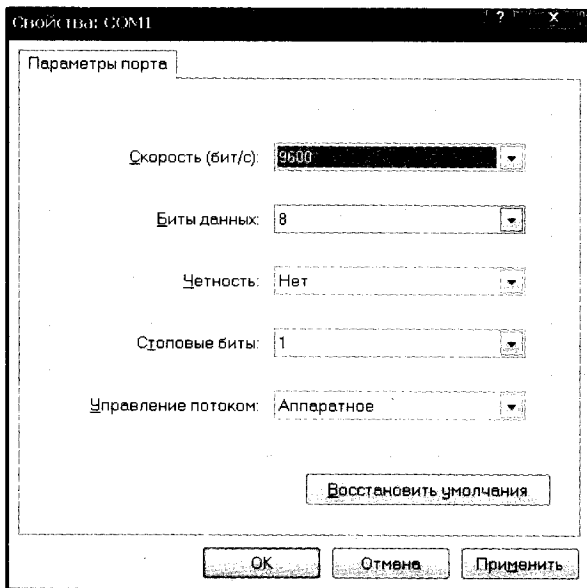 Свойства: COM1
? X
Параметры порта
Скорость (бит/с): 9600
Биты данных: 8
Четность: Нет
Стоповые биты: 1
Управление потоком: Аппаратное
Восстановить умолчания
OK Отмена Применить